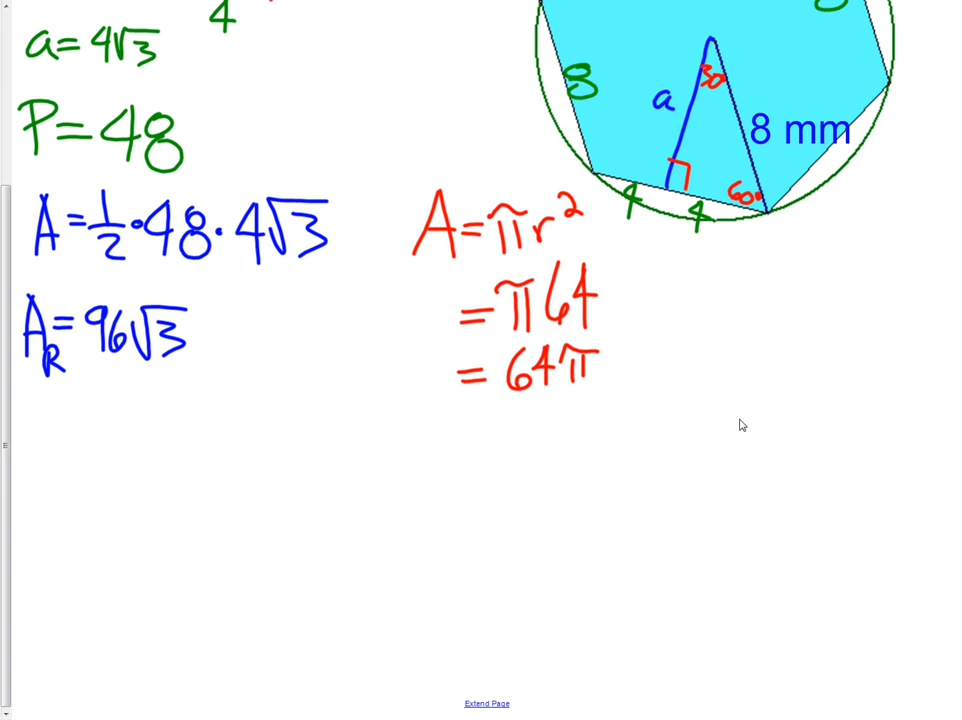 4
a=4√3
8
P=48
30
a
8 mm
60°
4
4
A=1/2·48·4√3
A=πr²
=π64
A_R=96√3
=64π
Extend Page